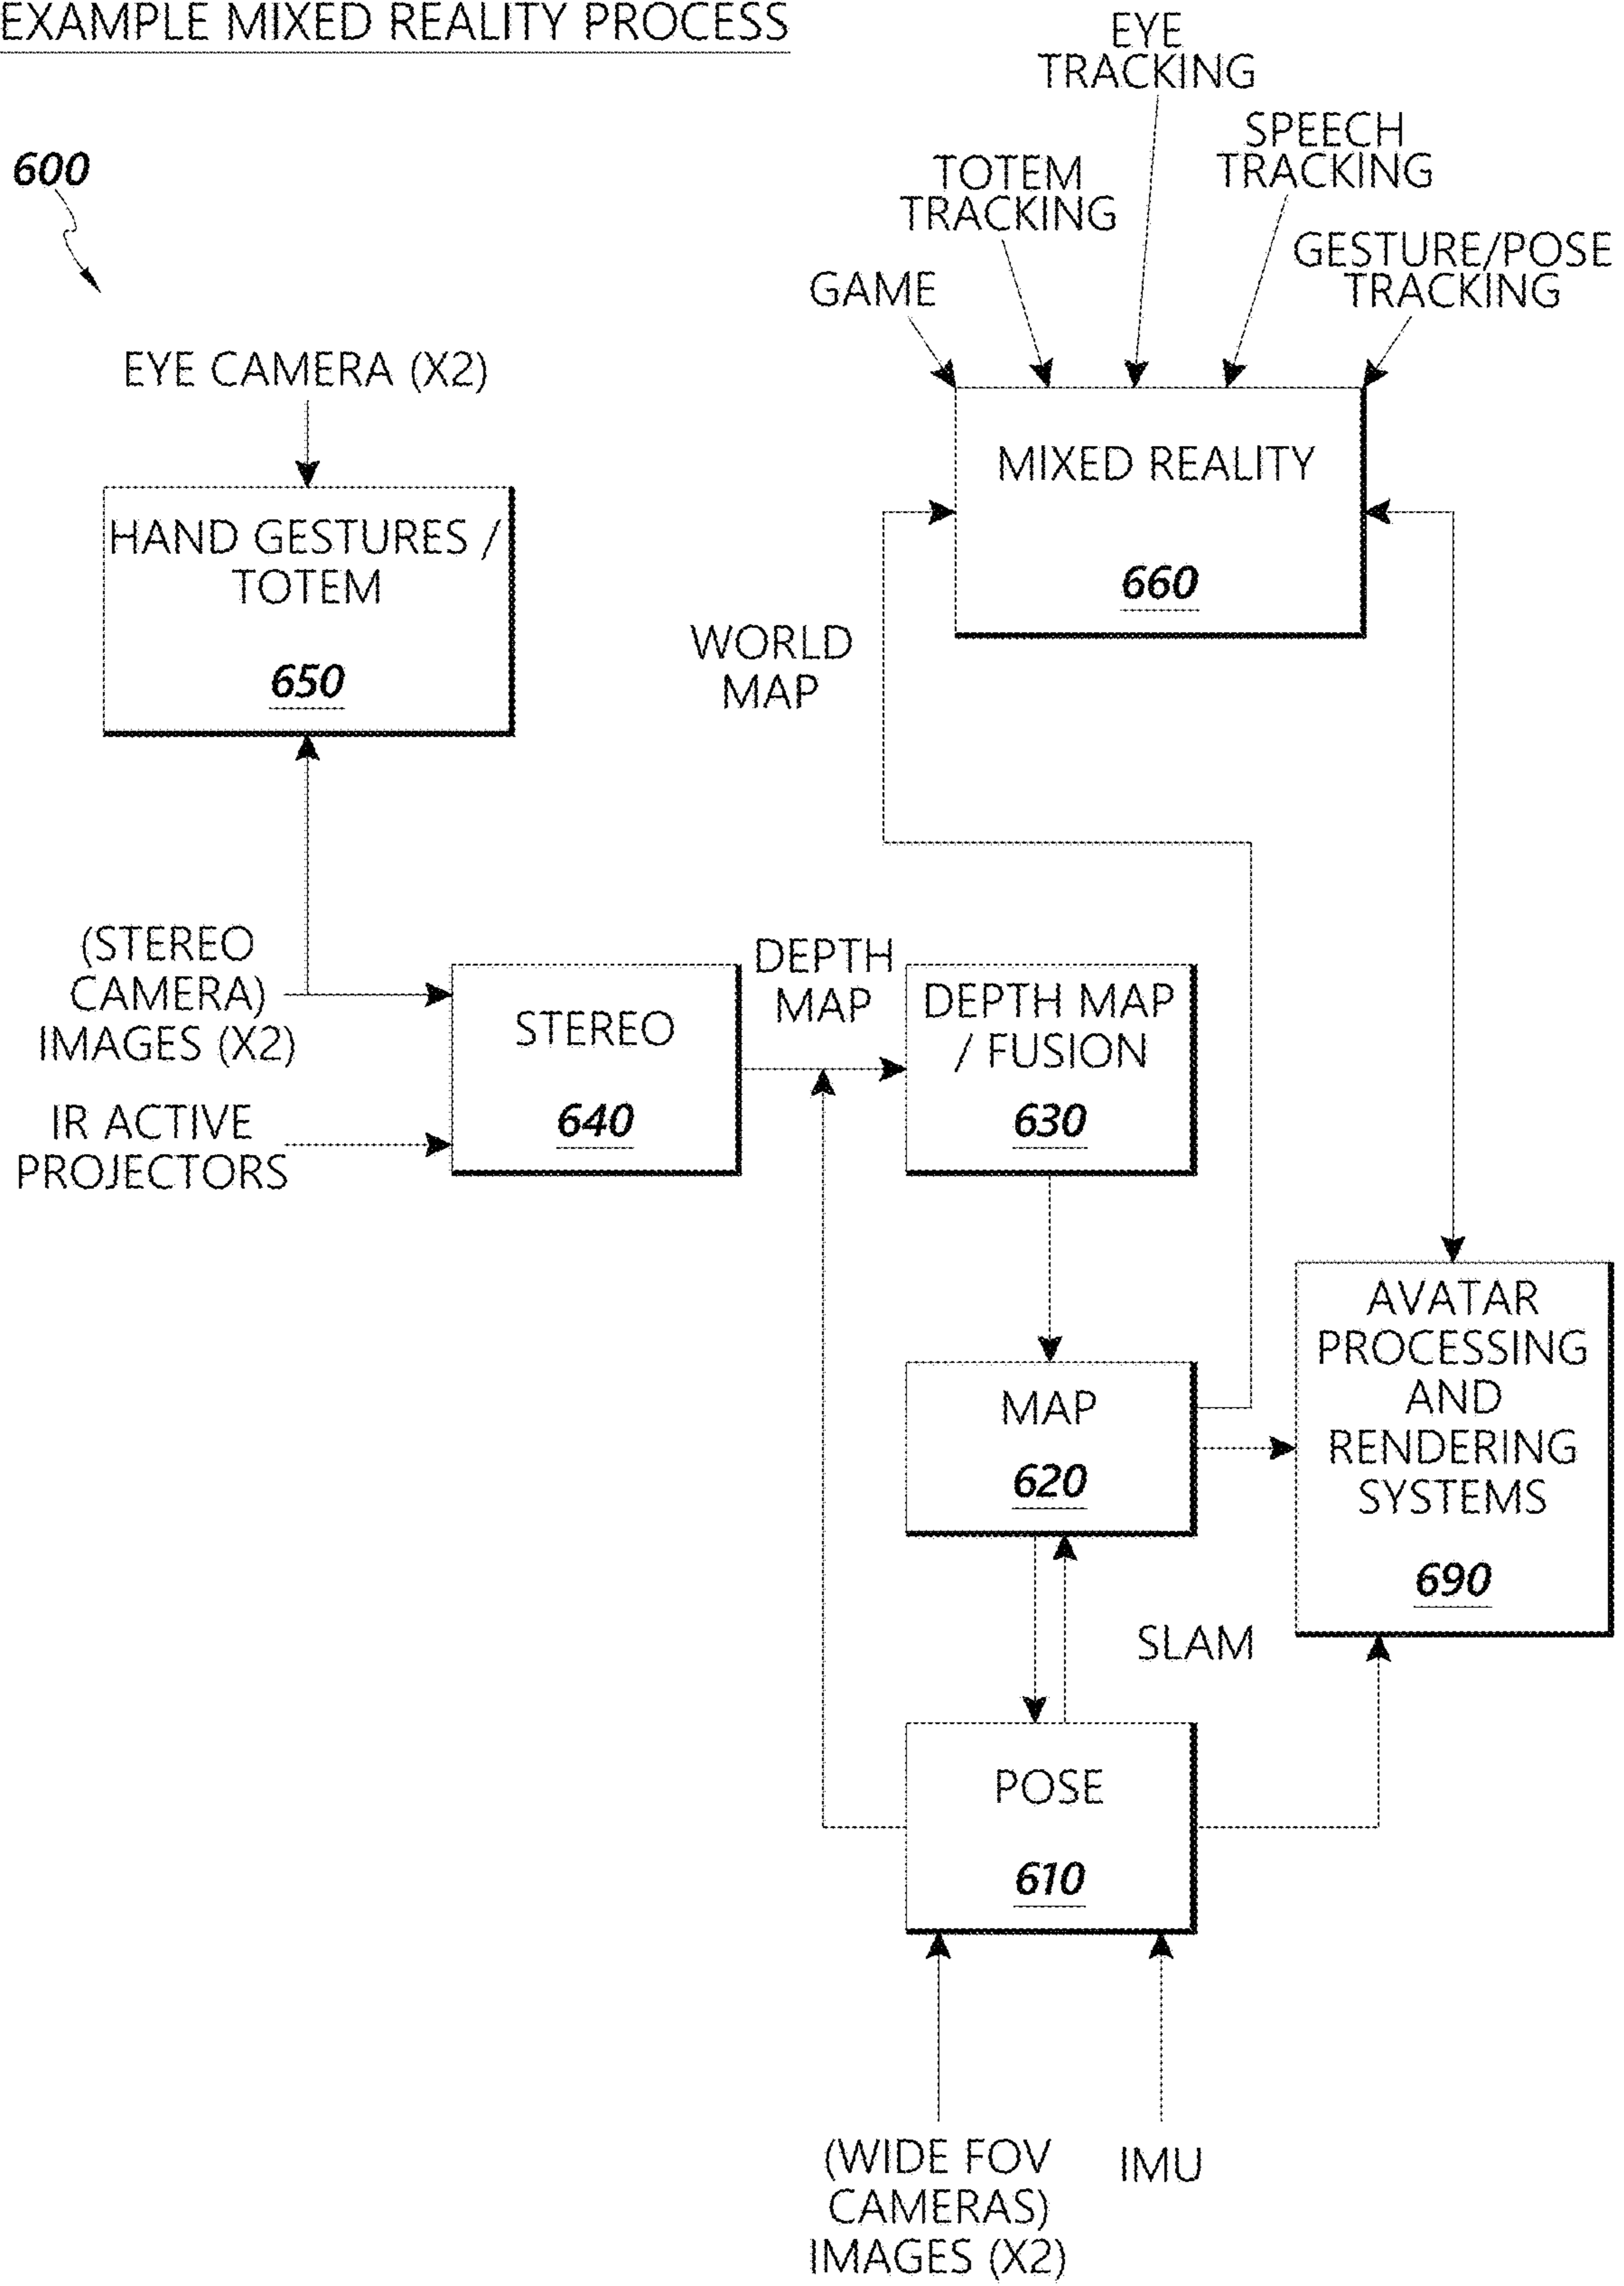 EXAMPLE MIXED REALITY PROCESS
600
EYE
TRACKING
SPEECH
TRACKING
TOTEM
TRACKING
GESTURE/POSE
TRACKING
GAME
EYE CAMERA (X2)
HAND GESTURES /
TOTEM
650
MIXED REALITY
660
WORLD
MAP
(STEREO
CAMERA)
IMAGES (X2)
IR ACTIVE
PROJECTORS
STEREO
640
DEPTH
MAP
DEPTH MAP
/ FUSION
630
MAP
620
AVATAR
PROCESSING
AND
RENDERING
SYSTEMS
690
SLAM
POSE
610
(WIDE FOV
CAMERAS)
IMAGES (X2)
IMU